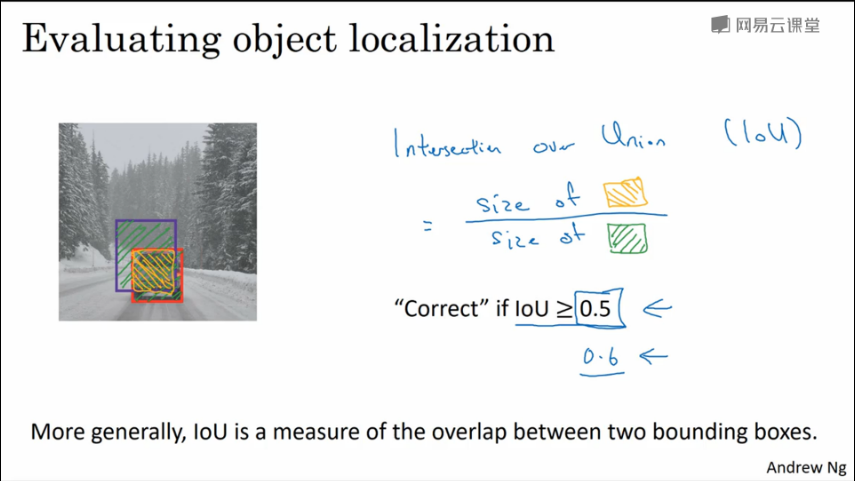 Evaluating object localization
网易云课堂
Intersection over Union (IoU)
= size of
size of
“Correct” if IoU ≥ 0.5 ←
0.6 ←
More generally, IoU is a measure of the overlap between two bounding boxes.
Andrew Ng